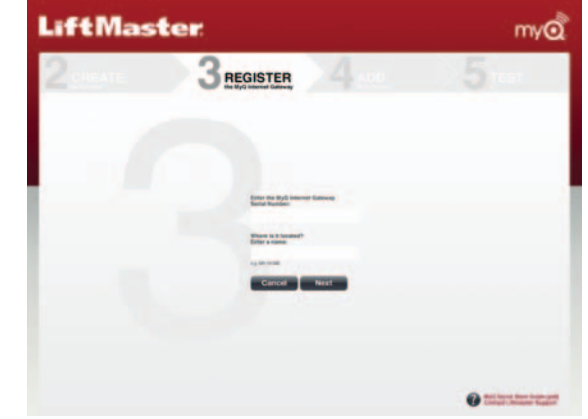 LiftMaster
myQ
2 CREATE
3 REGISTER
the MyQ Internet Gateway
4 ADD
5 TEST
3
Enter the MyQ Internet Gateway
Serial Number:
Where is it located?
Enter a name:
Cancel Next
?